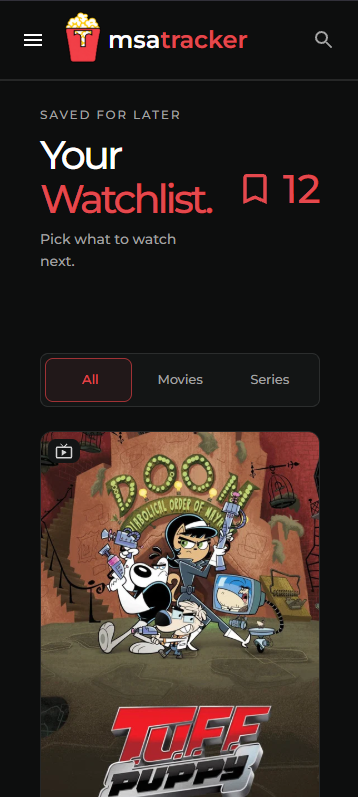 T
msatracker
SAVED FOR LATER
Your
Watchlist.
12
Pick what to watch
next.
All
Movies
Series
DOOM
DIABOLICAL ORDER OF
T.U.F.F.
PUPPY